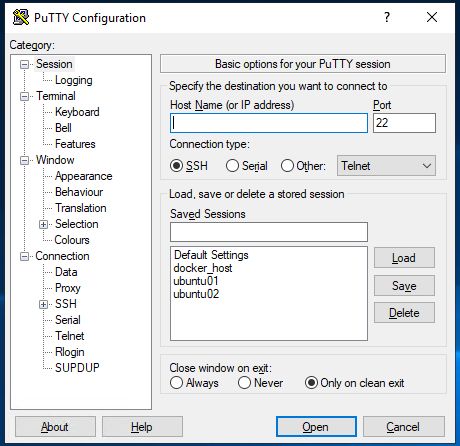 PuTTY Configuration
Category:
Session
Logging
Terminal
Keyboard
Bell
Features
Window
Appearance
Behaviour
Translation
Selection
Colours
Connection
Data
Proxy
SSH
Serial
Telnet
Rlogin
SUPDUP
Basic options for your PuTTY session
Specify the destination you want to connect to
Host Name (or IP address) Port
22
Connection type:
SSH Serial Other: Telnet
Load, save or delete a stored session
Saved Sessions
Default Settings
docker_host
ubuntu01
ubuntu02
Load
Save
Delete
Close window on exit:
Always Never Only on clean exit
About Help Open Cancel